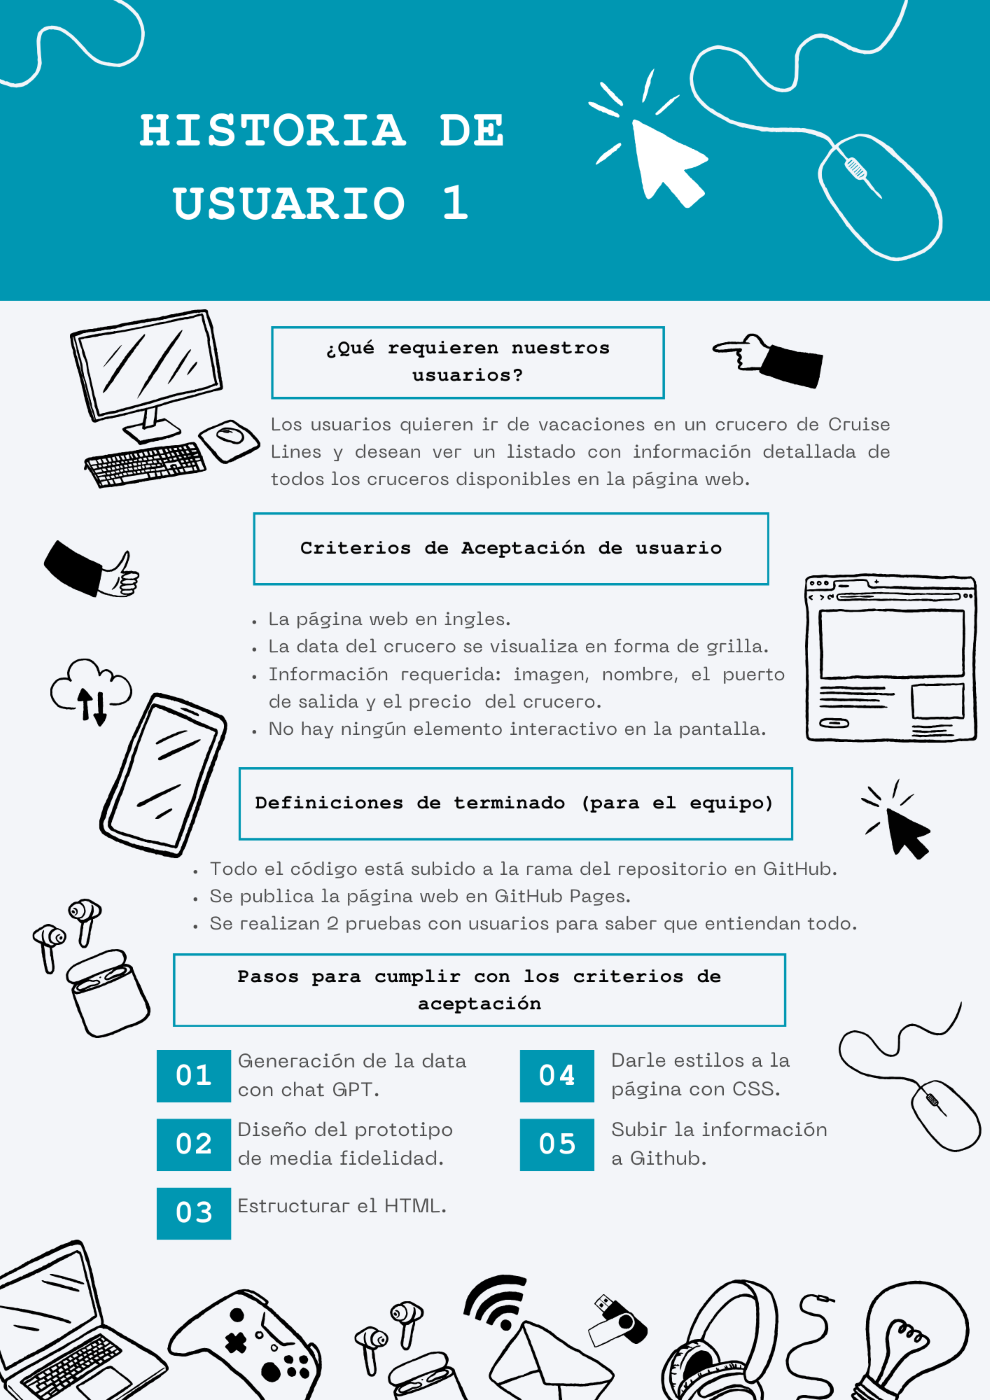 HISTORIA DE
USUARIO 1
¿Qué requieren nuestros
usuarios?
Los usuarios quieren ir de vacaciones en un crucero de Cruise
Lines y desean ver un listado con información detallada de
todos los cruceros disponibles en la página web.
Criterios de Aceptación de usuario
• La página web en ingles.
• La data del crucero se visualiza en forma de grilla.
• Información requerida: imagen, nombre, el puerto
de salida y el precio del crucero.
• No hay ningún elemento interactivo en la pantalla.
Definiciones de terminado (para el equipo)
• Todo el código está subido a la rama del repositorio en GitHub.
• Se publica la página web en GitHub Pages.
• Se realizan 2 pruebas con usuarios para saber que entiendan todo.
Pasos para cumplir con los criterios de
aceptación
01
Generación de la data
con chat GPT.
02
Diseño del prototipo
de media fidelidad.
03
Estructurar el HTML.
04
Darle estilos a la
página con CSS.
05
Subir la información
a Github.